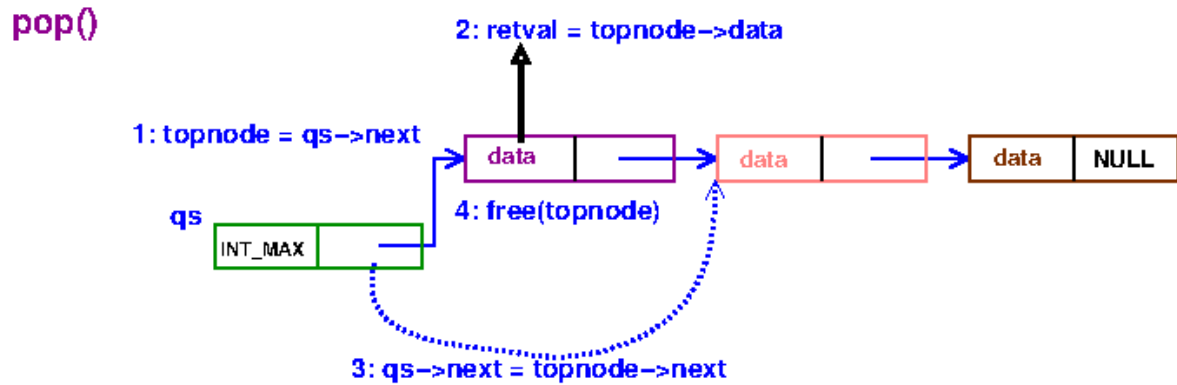 pop()
2: retval = topnode->data
1: topnode = qs->next
data
data
data NULL
4: free(topnode)
qs
INT_MAX
3: qs->next = topnode->next